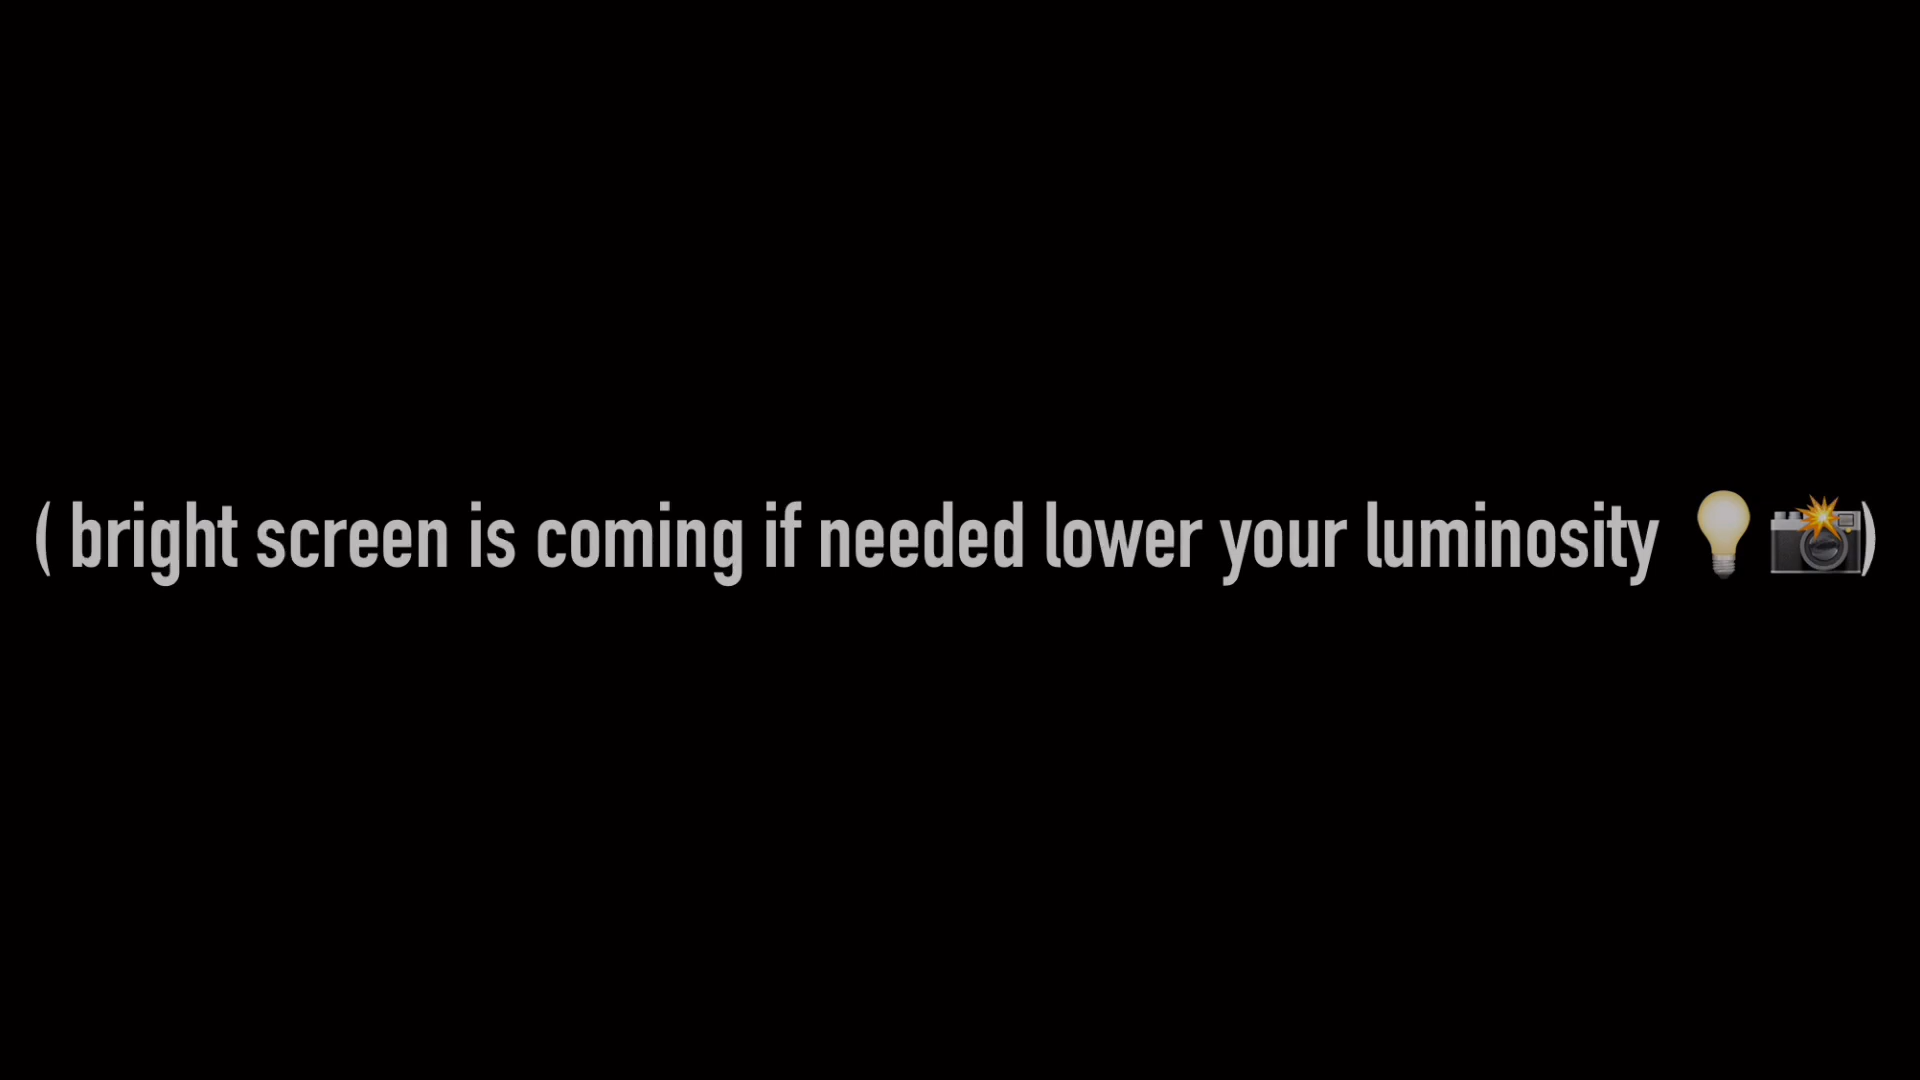 ( bright screen is coming if needed lower your luminosity 💡📸)